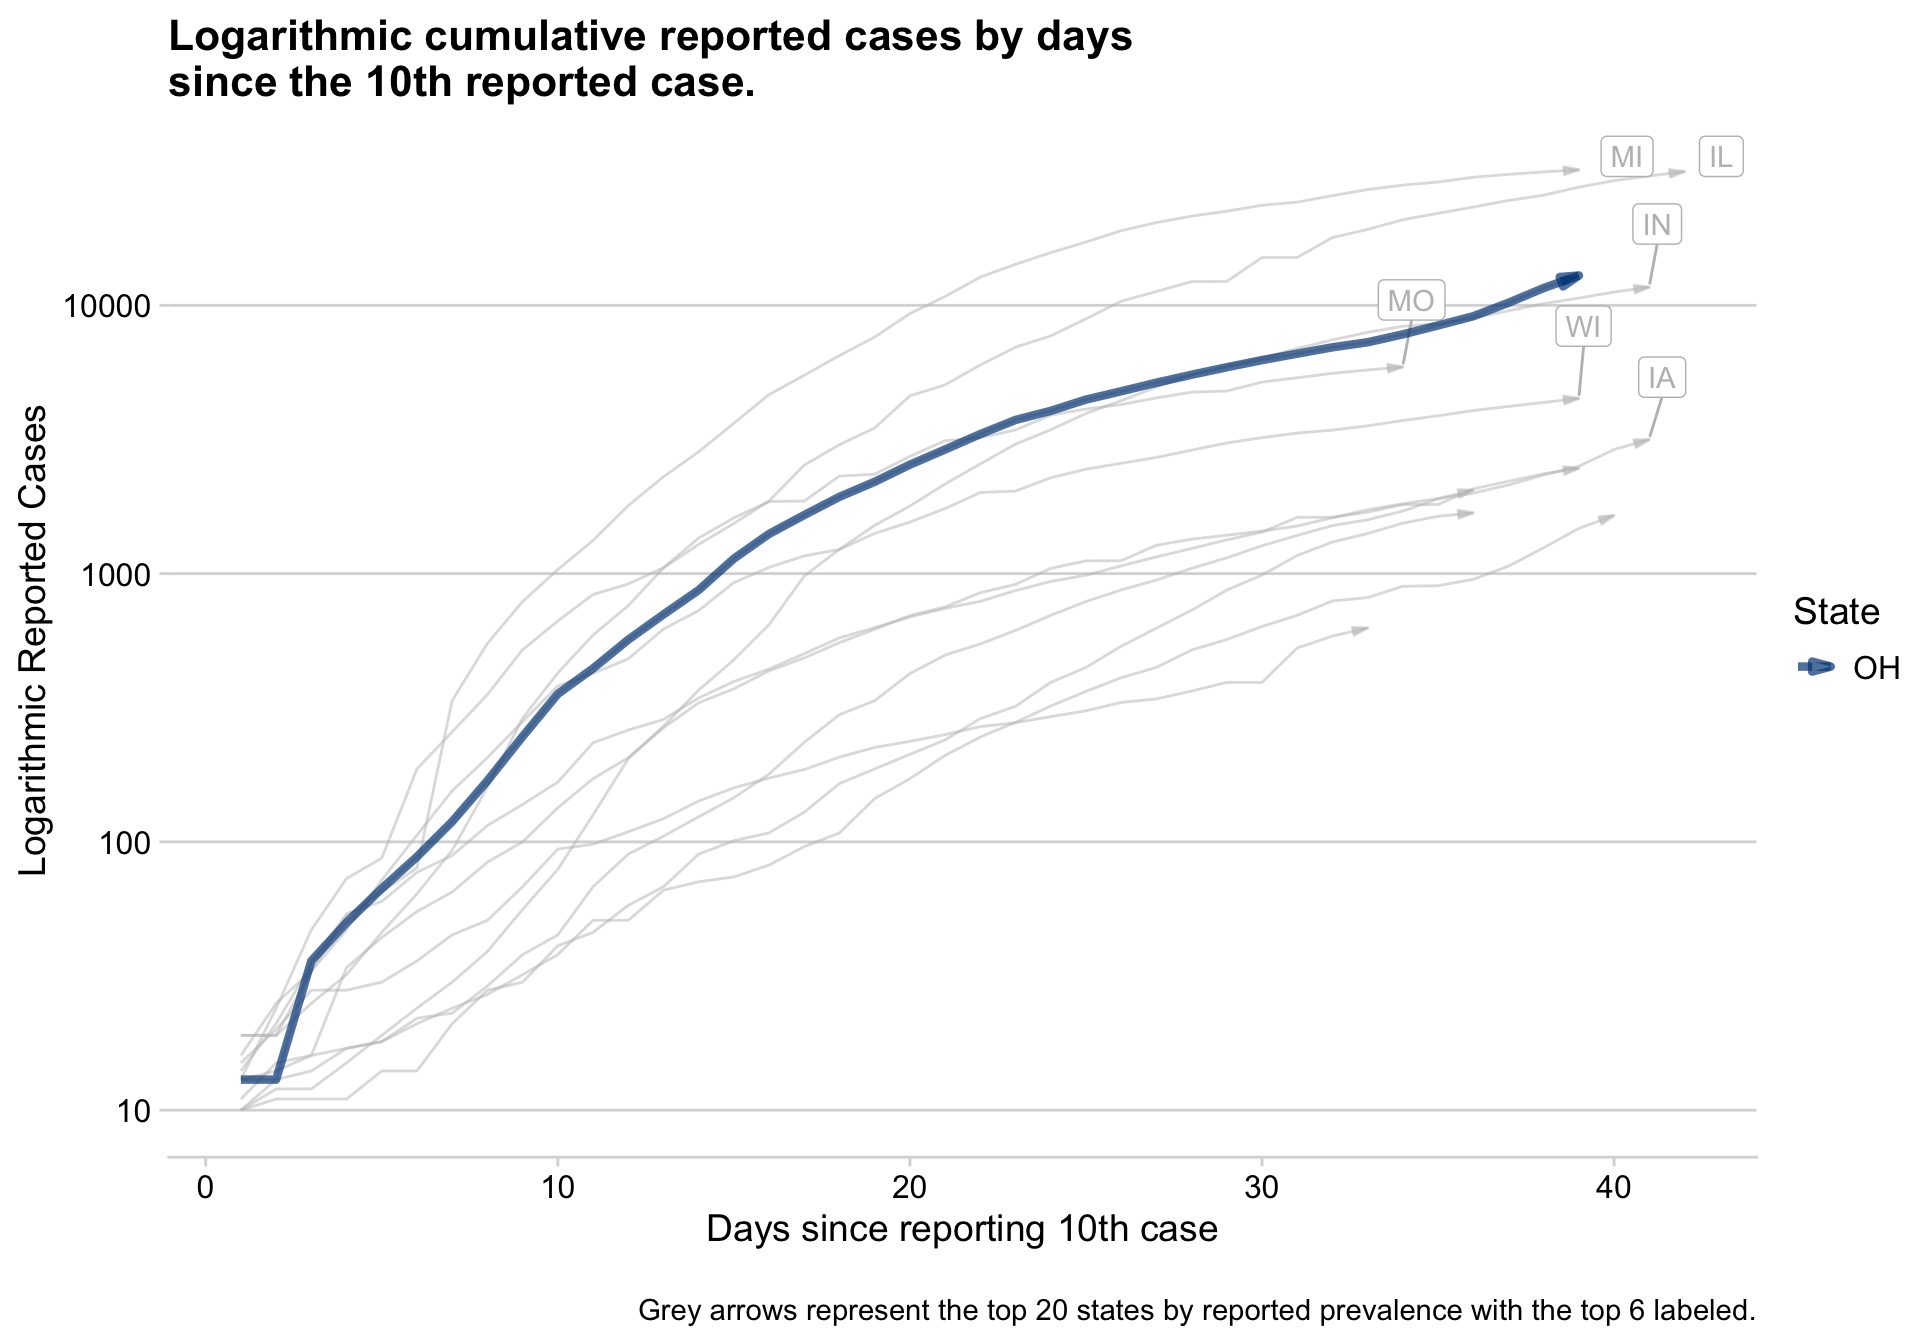 Logarithmic cumulative reported cases by days
since the 10th reported case.
MI
IL
IN
MO
WI
IA
10000
1000
100
10
Logarithmic Reported Cases
0
10
20
30
40
Days since reporting 10th case
State
OH
Grey arrows represent the top 20 states by reported prevalence with the top 6 labeled.